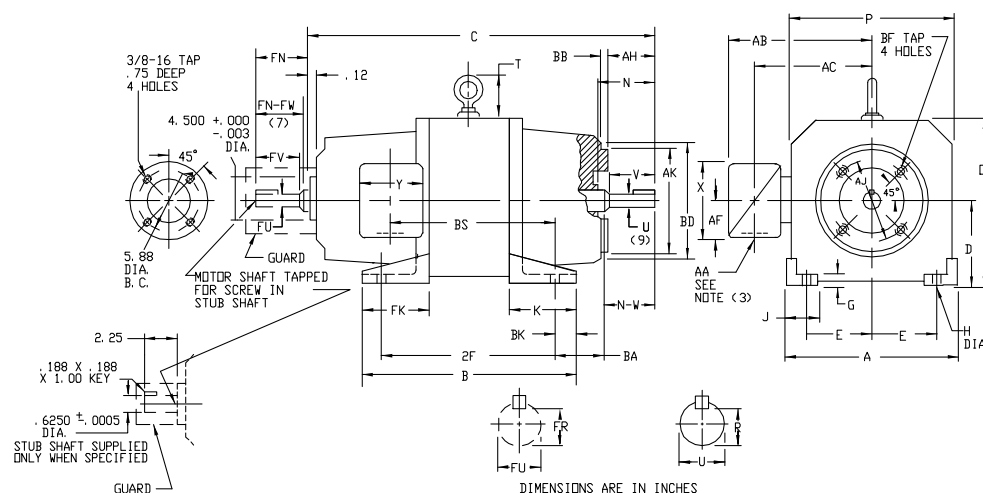 C
P
AB
BF TAP
4 HOLES
AC
3/8-16 TAP
.75 DEEP
4 HOLES
FN
.12
T
BB
AH
N
FN-FW
(7)
4.500 +.000
-.003
DIA.
FV
45°
Y
AK
BD
V
X
AF
AJ
45°
D
BS
U
(9)
FU
GUARD
5.88
DIA.
B.C.
MOTOR SHAFT TAPPED
FOR SCREW IN
STUB SHAFT
AA
SEE
NOTE (3)
G
J
H
DIA
E
E
A
N-W
FK
K
BK
BA
2F
B
2.25
.188 X .188
X 1.00 KEY
.6250 ±.0005
DIA.
STUB SHAFT SUPPLIED
ONLY WHEN SPECIFIED
GUARD
FR
FU
R
U
DIMENSIONS ARE IN INCHES